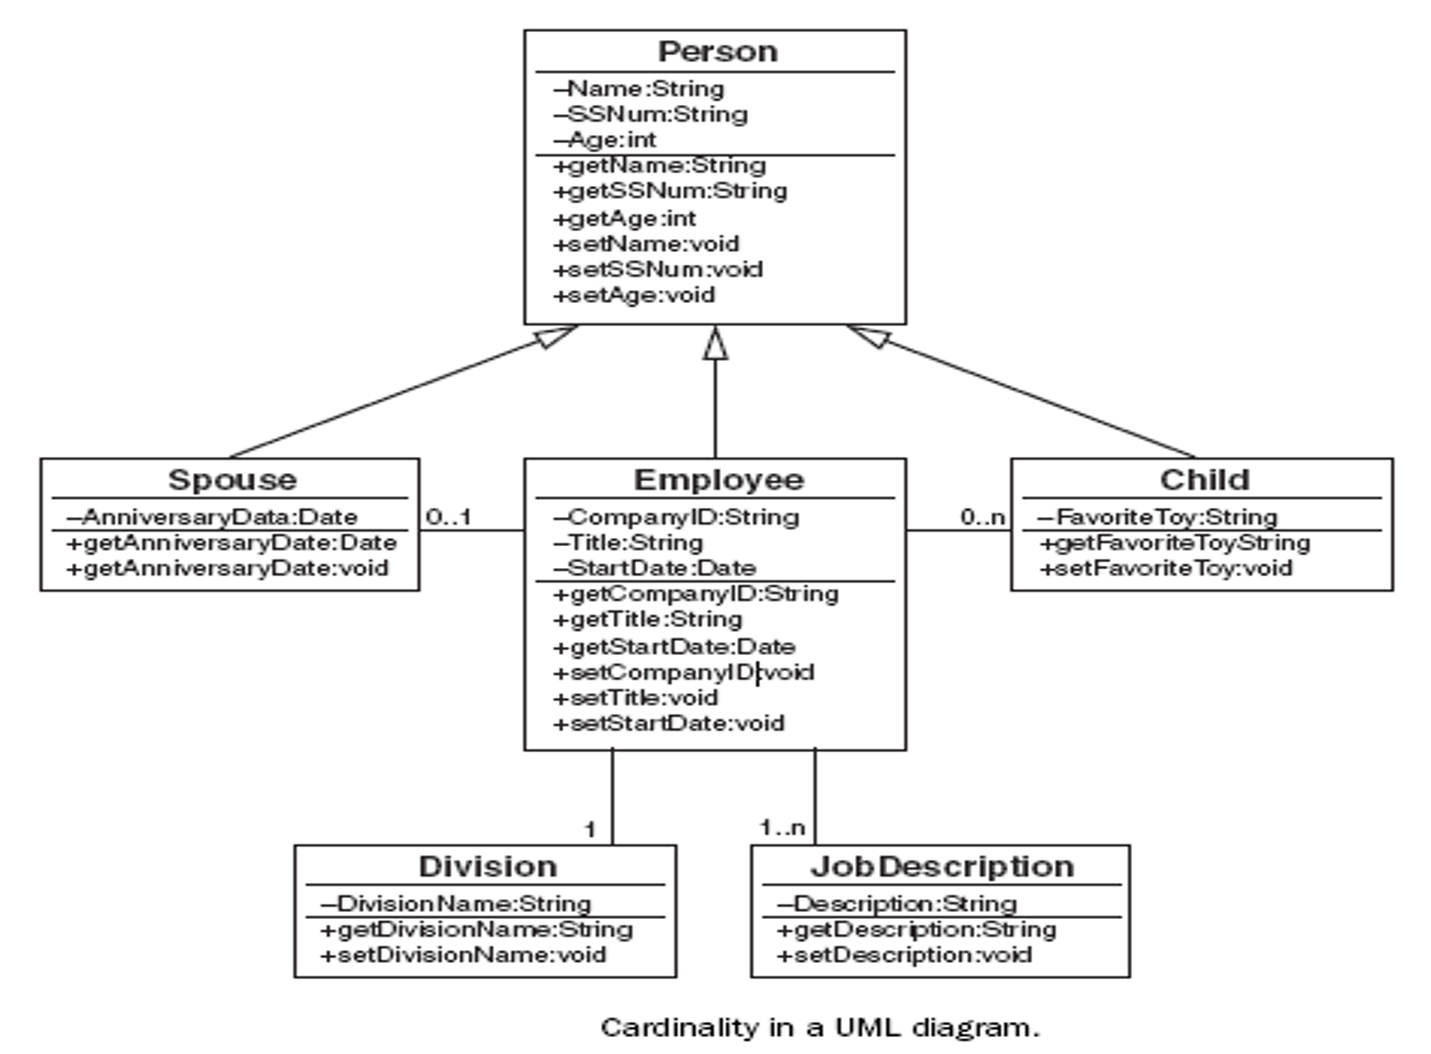 Person
–Name:String
–SSNum:String
–Age:int
+getName:String
+getSSNum:String
+getAge:int
+setName:void
+setSSNum:void
+setAge:void
Spouse
–AnniversaryData:Date
+getAnniversaryDate:Date
+getAnniversaryDate:void
0..1
Employee
–CompanyID:String
–Title:String
–StartDate:Date
+getCompanyID:String
+getTitle:String
+getStartDate:Date
+setCompanyID:void
+setTitle:void
+setStartDate:void
0..n
Child
–FavoriteToy:String
+getFavoriteToyString
+setFavoriteToy:void
1
1..n
Division
–DivisionName:String
+getDivisionName:String
+setDivisionName:void
JobDescription
–Description:String
+getDescription:String
+setDescription:void
Cardinality in a UML diagram.